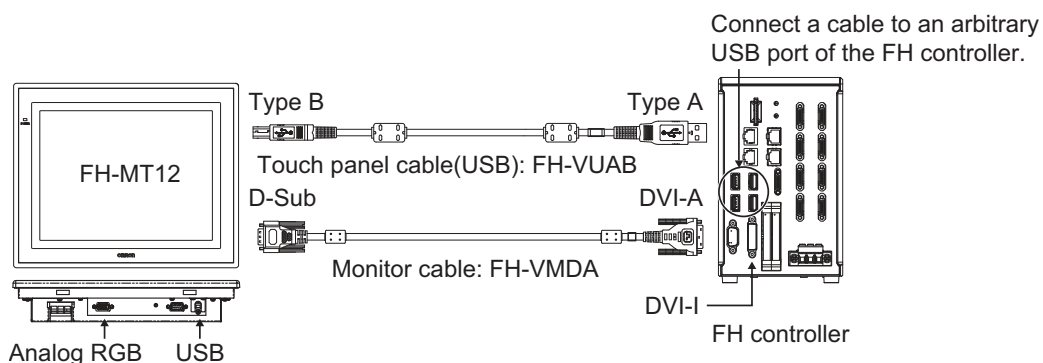 Connect a cable to an arbitrary
USB port of the FH controller.
Type B
Type A
Touch panel cable(USB): FH-VUAB
FH-MT12
D-Sub
DVI-A
Monitor cable: FH-VMDA
omron
DVI-I
FH controller
Analog RGB
USB